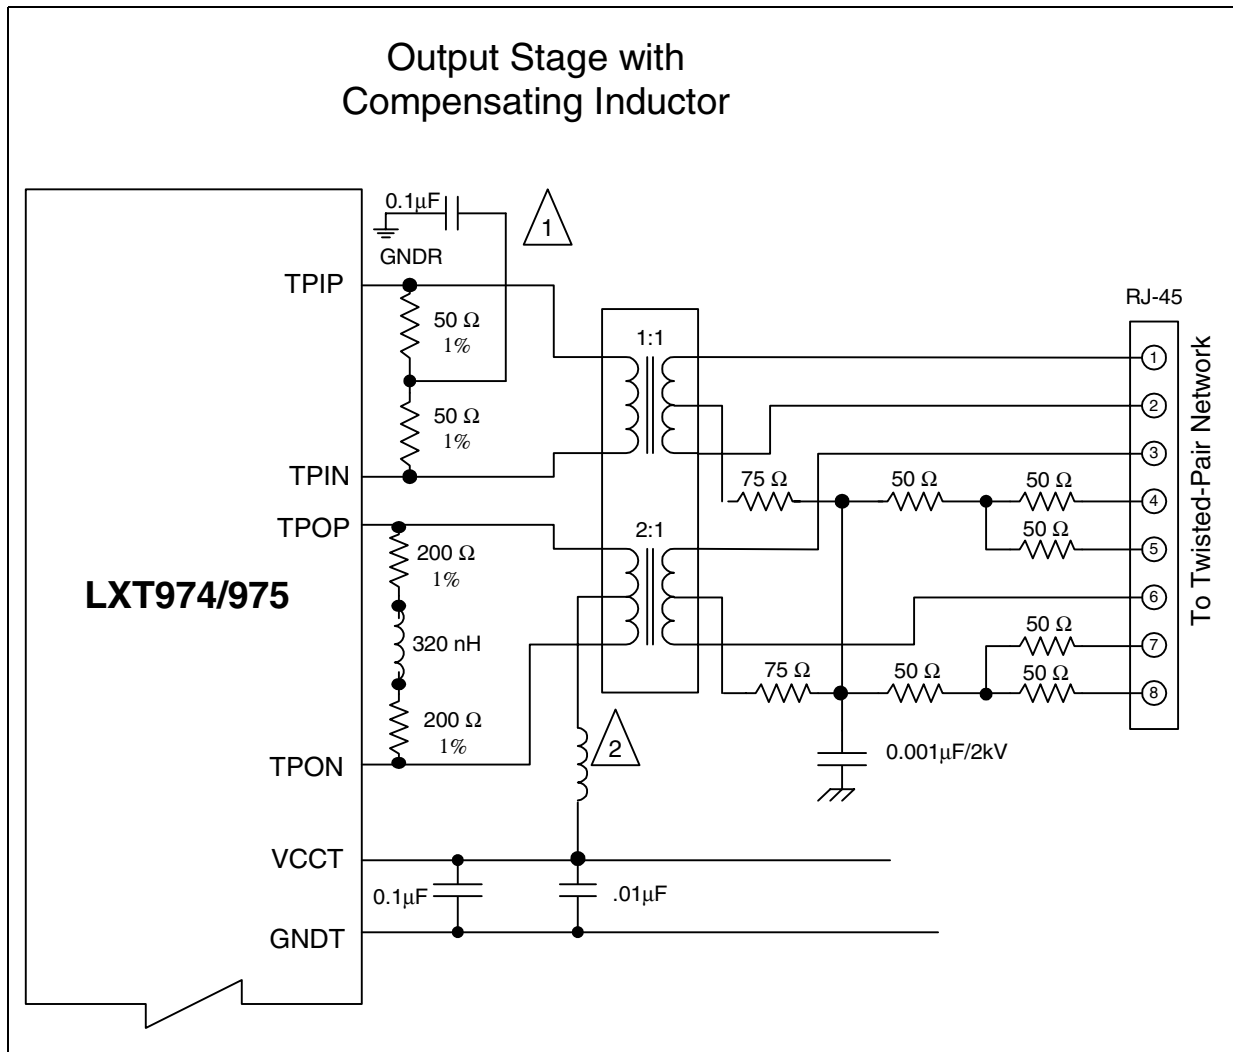 Output Stage with
Compensating Inductor
0.1µF
1
GNDR
TPIP
RJ-45
50 Ω
1%
1:1
1
50 Ω
1%
2
TPIN
3
75 Ω
50 Ω
50 Ω
4
TPOP
2:1
50 Ω
5
200 Ω
1%
LXT974/975
6
320 nH
50 Ω
7
75 Ω
50 Ω
50 Ω
8
200 Ω
1%
2
0.001µF/2kV
TPON
VCCT
0.1µF
.01µF
GNDT
To Twisted-Pair Network